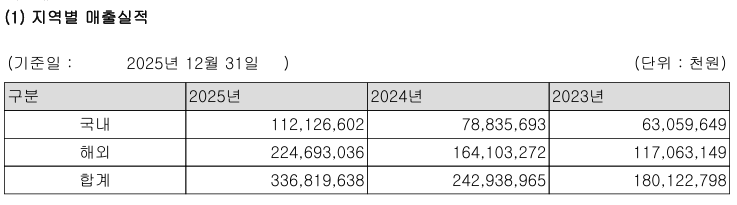 (1) 지역별 매출실적
(기준일 : 2025년 12월 31일 ) (단위 : 천원)
구분 2025년 2024년 2023년
국내 112,126,602 78,835,693 63,059,649
해외 224,693,036 164,103,272 117,063,149
합계 336,819,638 242,938,965 180,122,798